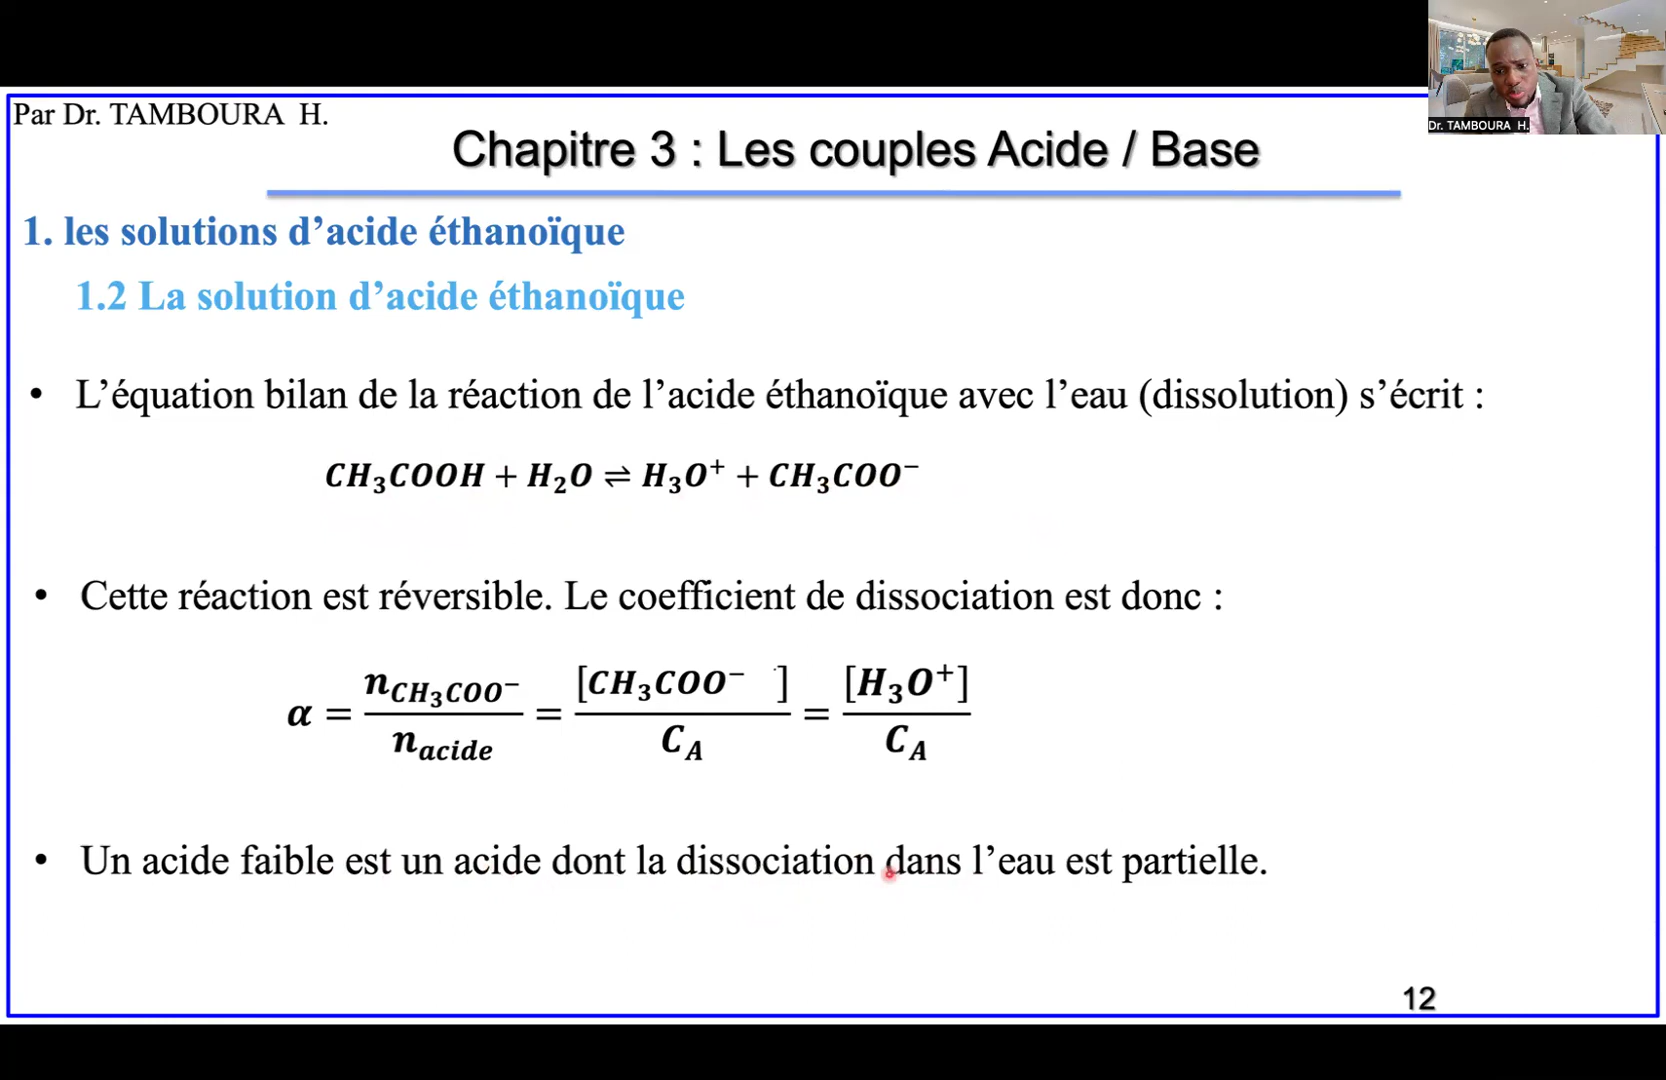 Par Dr. TAMBOURA H.
Dr. TAMBOURA H.
Chapitre 3 : Les couples Acide / Base
1. les solutions d’acide éthanoïque
1.2 La solution d’acide éthanoïque
• L’équation bilan de la réaction de l’acide éthanoïque avec l’eau (dissolution) s’écrit :
CH₃COOH + H₂O ⇌ H₃O⁺ + CH₃COO⁻
• Cette réaction est réversible. Le coefficient de dissociation est donc :
α = n_CH₃COO⁻ / n_acide = [CH₃COO⁻ ] / C_A = [H₃O⁺] / C_A
• Un acide faible est un acide dont la dissociation dans l’eau est partielle.
12